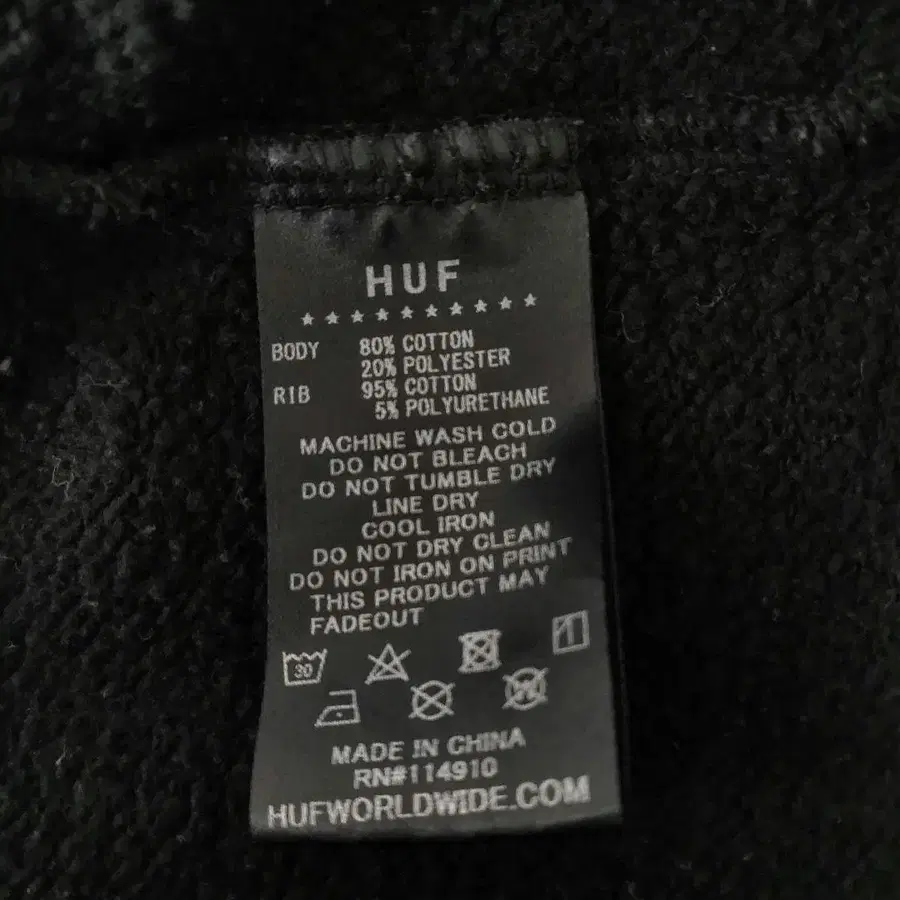 HUF
BODY 80% COTTON
20% POLYESTER
RIB 95% COTTON
5% POLYURETHANE
MACHINE WASH COLD
DO NOT BLEACH
DO NOT TUMBLE DRY
LINE DRY
COOL IRON
DO NOT DRY CLEAN
DO NOT IRON ON PRINT
THIS PRODUCT MAY
FADEOUT
30
W
MADE IN CHINA
RN#114910
HUFWORLDWIDE.COM